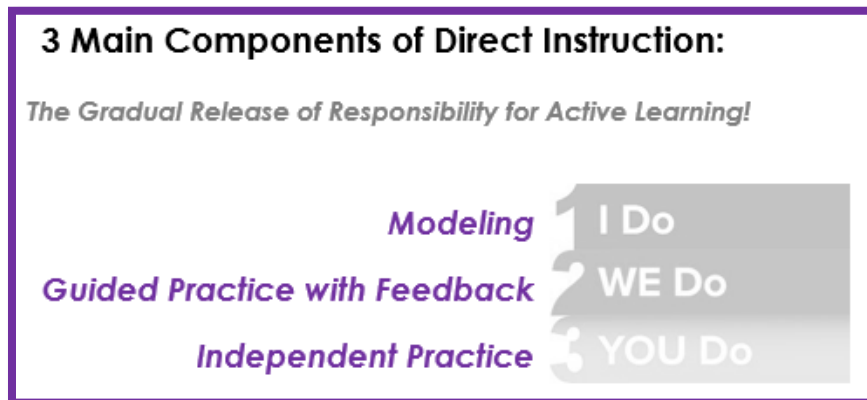 3 Main Components of Direct Instruction:
The Gradual Release of Responsibility for Active Learning!
Modeling 1 I Do
Guided Practice with Feedback 2 WE Do
Independent Practice 3 YOU Do